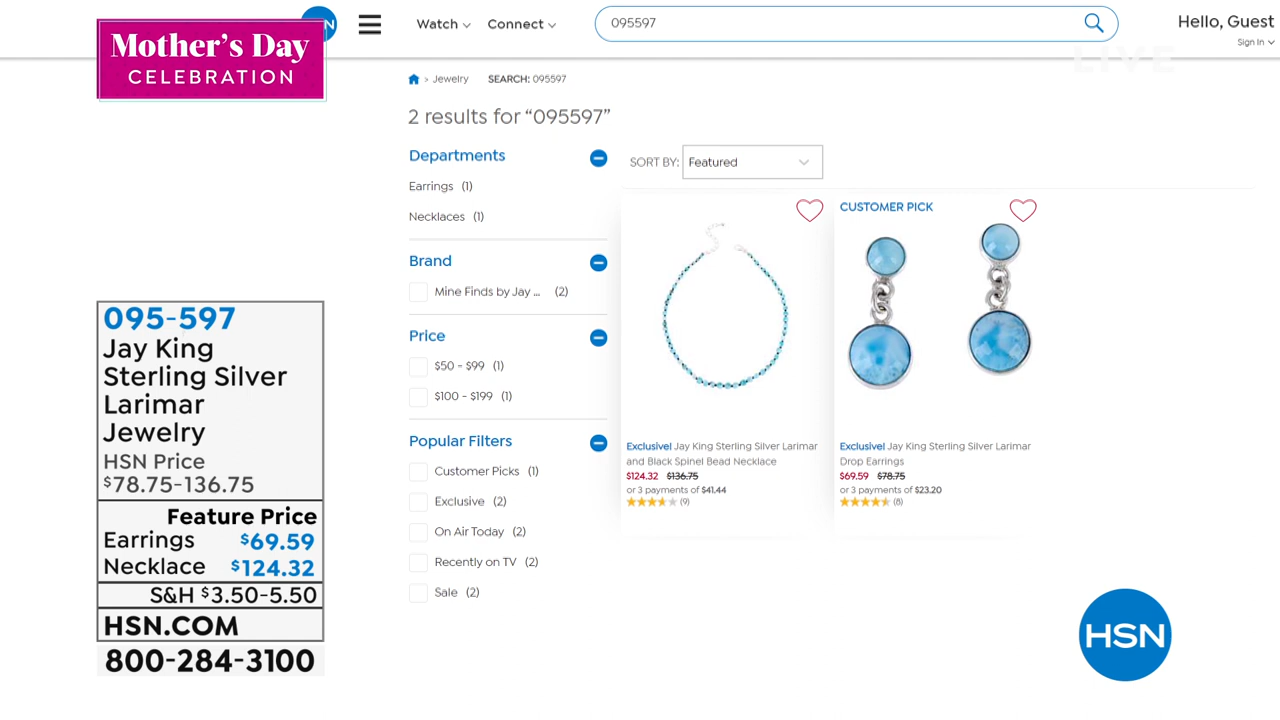 Mother's Day
CELEBRATION
N
Watch
Connect
095597
Hello, Guest
Sign In
LIVE
> Jewelry
SEARCH: 095597
2 results for “095597”
Departments
Earrings (1)
Necklaces (1)
Brand
Mine Finds by Jay ... (2)
Price
$50 - $99 (1)
$100 - $199 (1)
Popular Filters
Customer Picks (1)
Exclusive (2)
On Air Today (2)
Recently on TV (2)
Sale (2)
SORT BY: Featured
Exclusive! Jay King Sterling Silver Larimar
and Black Spinel Bead Necklace
$124.32 $136.75
or 3 payments of $41.44
(9)
CUSTOMER PICK
Exclusive! Jay King Sterling Silver Larimar
Drop Earrings
$69.59 $78.75
or 3 payments of $23.20
(8)
095-597
Jay King
Sterling Silver
Larimar
Jewelry
HSN Price
$78.75-136.75
Feature Price
Earrings $69.59
Necklace $124.32
S&H $3.50-5.50
HSN.COM
800-284-3100
HSN